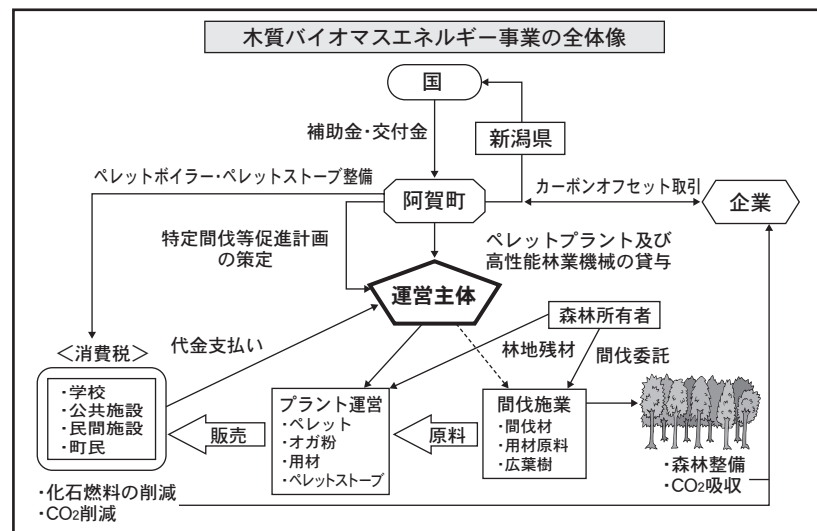 木質バイオマスエネルギー事業の全体像
国
補助金・交付金
新潟県
ペレットボイラー・ペレットストーブ整備
阿賀町
カーボンオフセット取引
企業
特定間伐等促進計画
の策定
ペレットプラント及び
高性能林業機械の貸与
運営主体
森林所有者
<消費税>
代金支払い
林地残材
間伐委託
・学校
・公共施設
・民間施設
・町民
販売
プラント運営
・ペレット
・オガ粉
・用材
・ペレットストーブ
原料
間伐施業
・間伐材
・用材原料
・広葉樹
・森林整備
・CO2吸収
・化石燃料の削減
・CO2削減